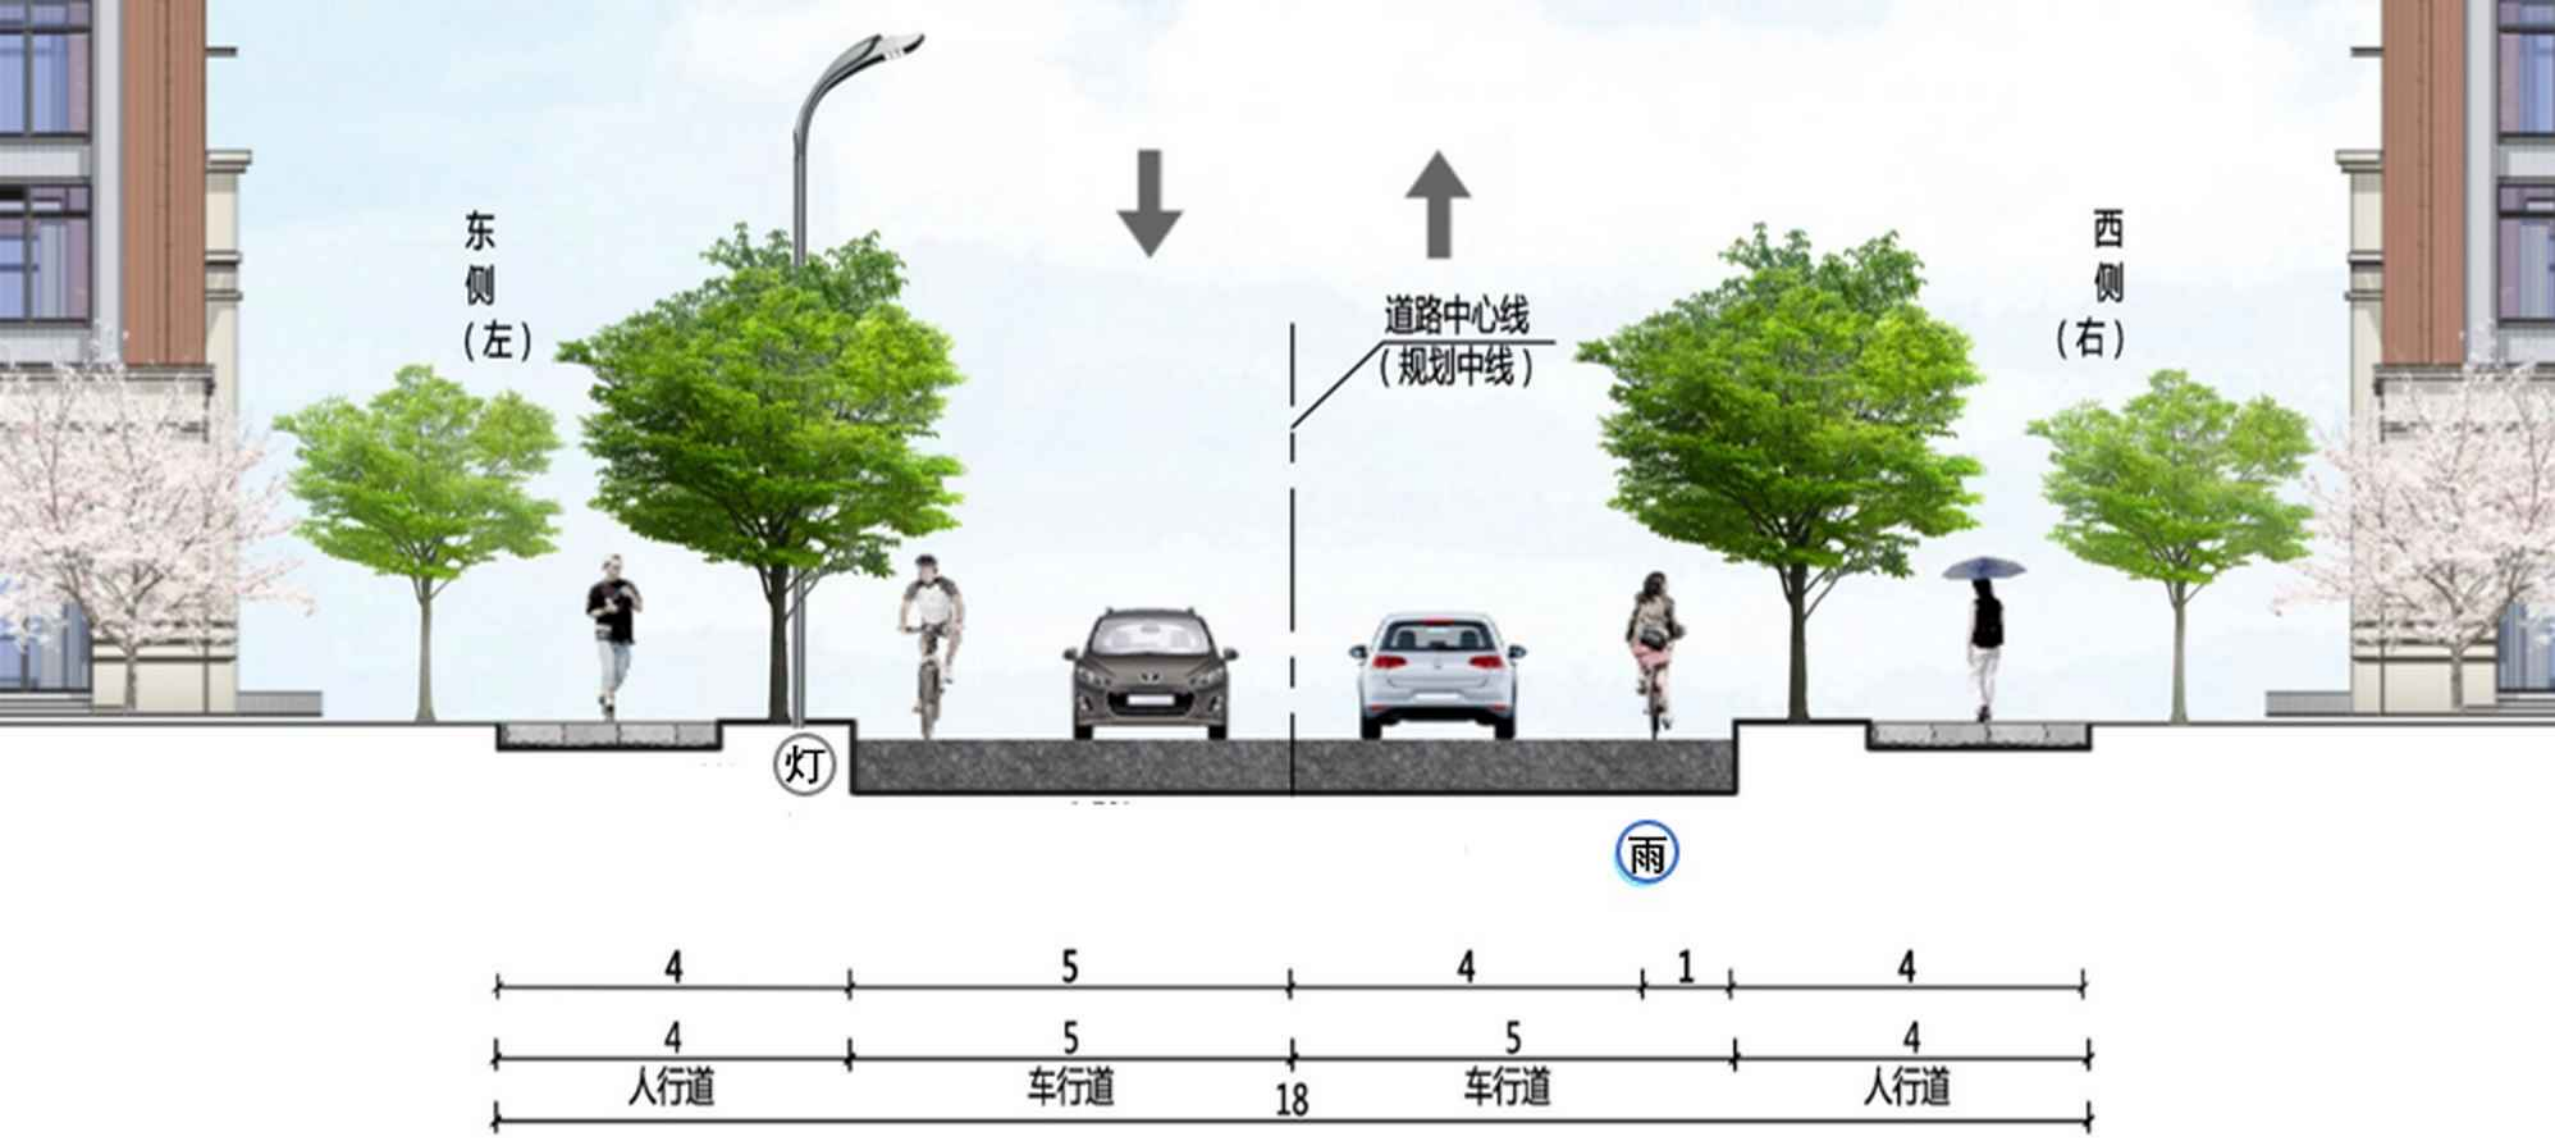 东侧（左）
西侧（右）
道路中心线
（规划中线）
灯
雨
4 5 4 1 4
4 5 5 4
人行道 车行道 车行道 人行道
18